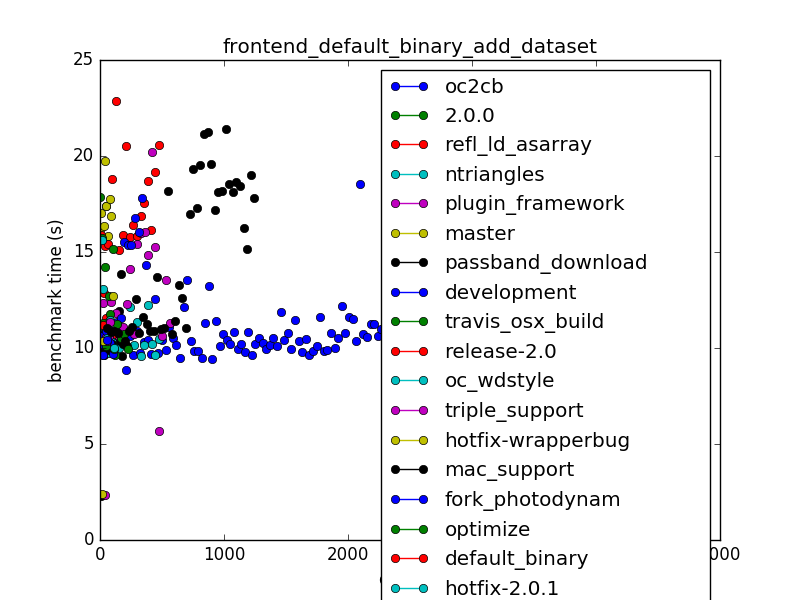 frontend_default_binary_add_dataset
25
20
15
10
5
0
benchmark time (s)
0
1000
2000
000
oc2cb
2.0.0
refl_ld_asarray
ntriangles
plugin_framework
master
passband_download
development
travis_osx_build
release-2.0
oc_wdstyle
triple_support
hotfix-wrapperbug
mac_support
fork_photodynam
optimize
default_binary
hotfix-2.0.1